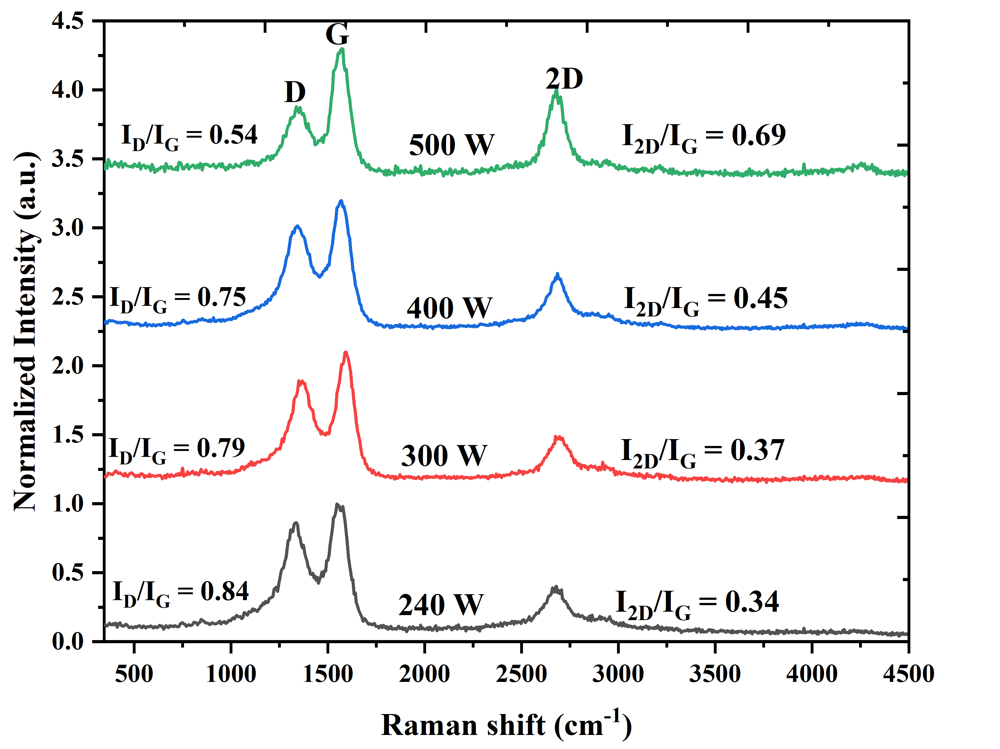 4.5
4.0
3.5
3.0
2.5
2.0
1.5
1.0
0.5
0.0
Normalized Intensity (a.u.)
G
D
2D
I_D/I_G = 0.54
500 W
I_2D/I_G = 0.69
I_D/I_G = 0.75
400 W
I_2D/I_G = 0.45
I_D/I_G = 0.79
300 W
I_2D/I_G = 0.37
I_D/I_G = 0.84
240 W
I_2D/I_G = 0.34
500 1000 1500 2000 2500 3000 3500 4000 4500
Raman shift (cm⁻¹)